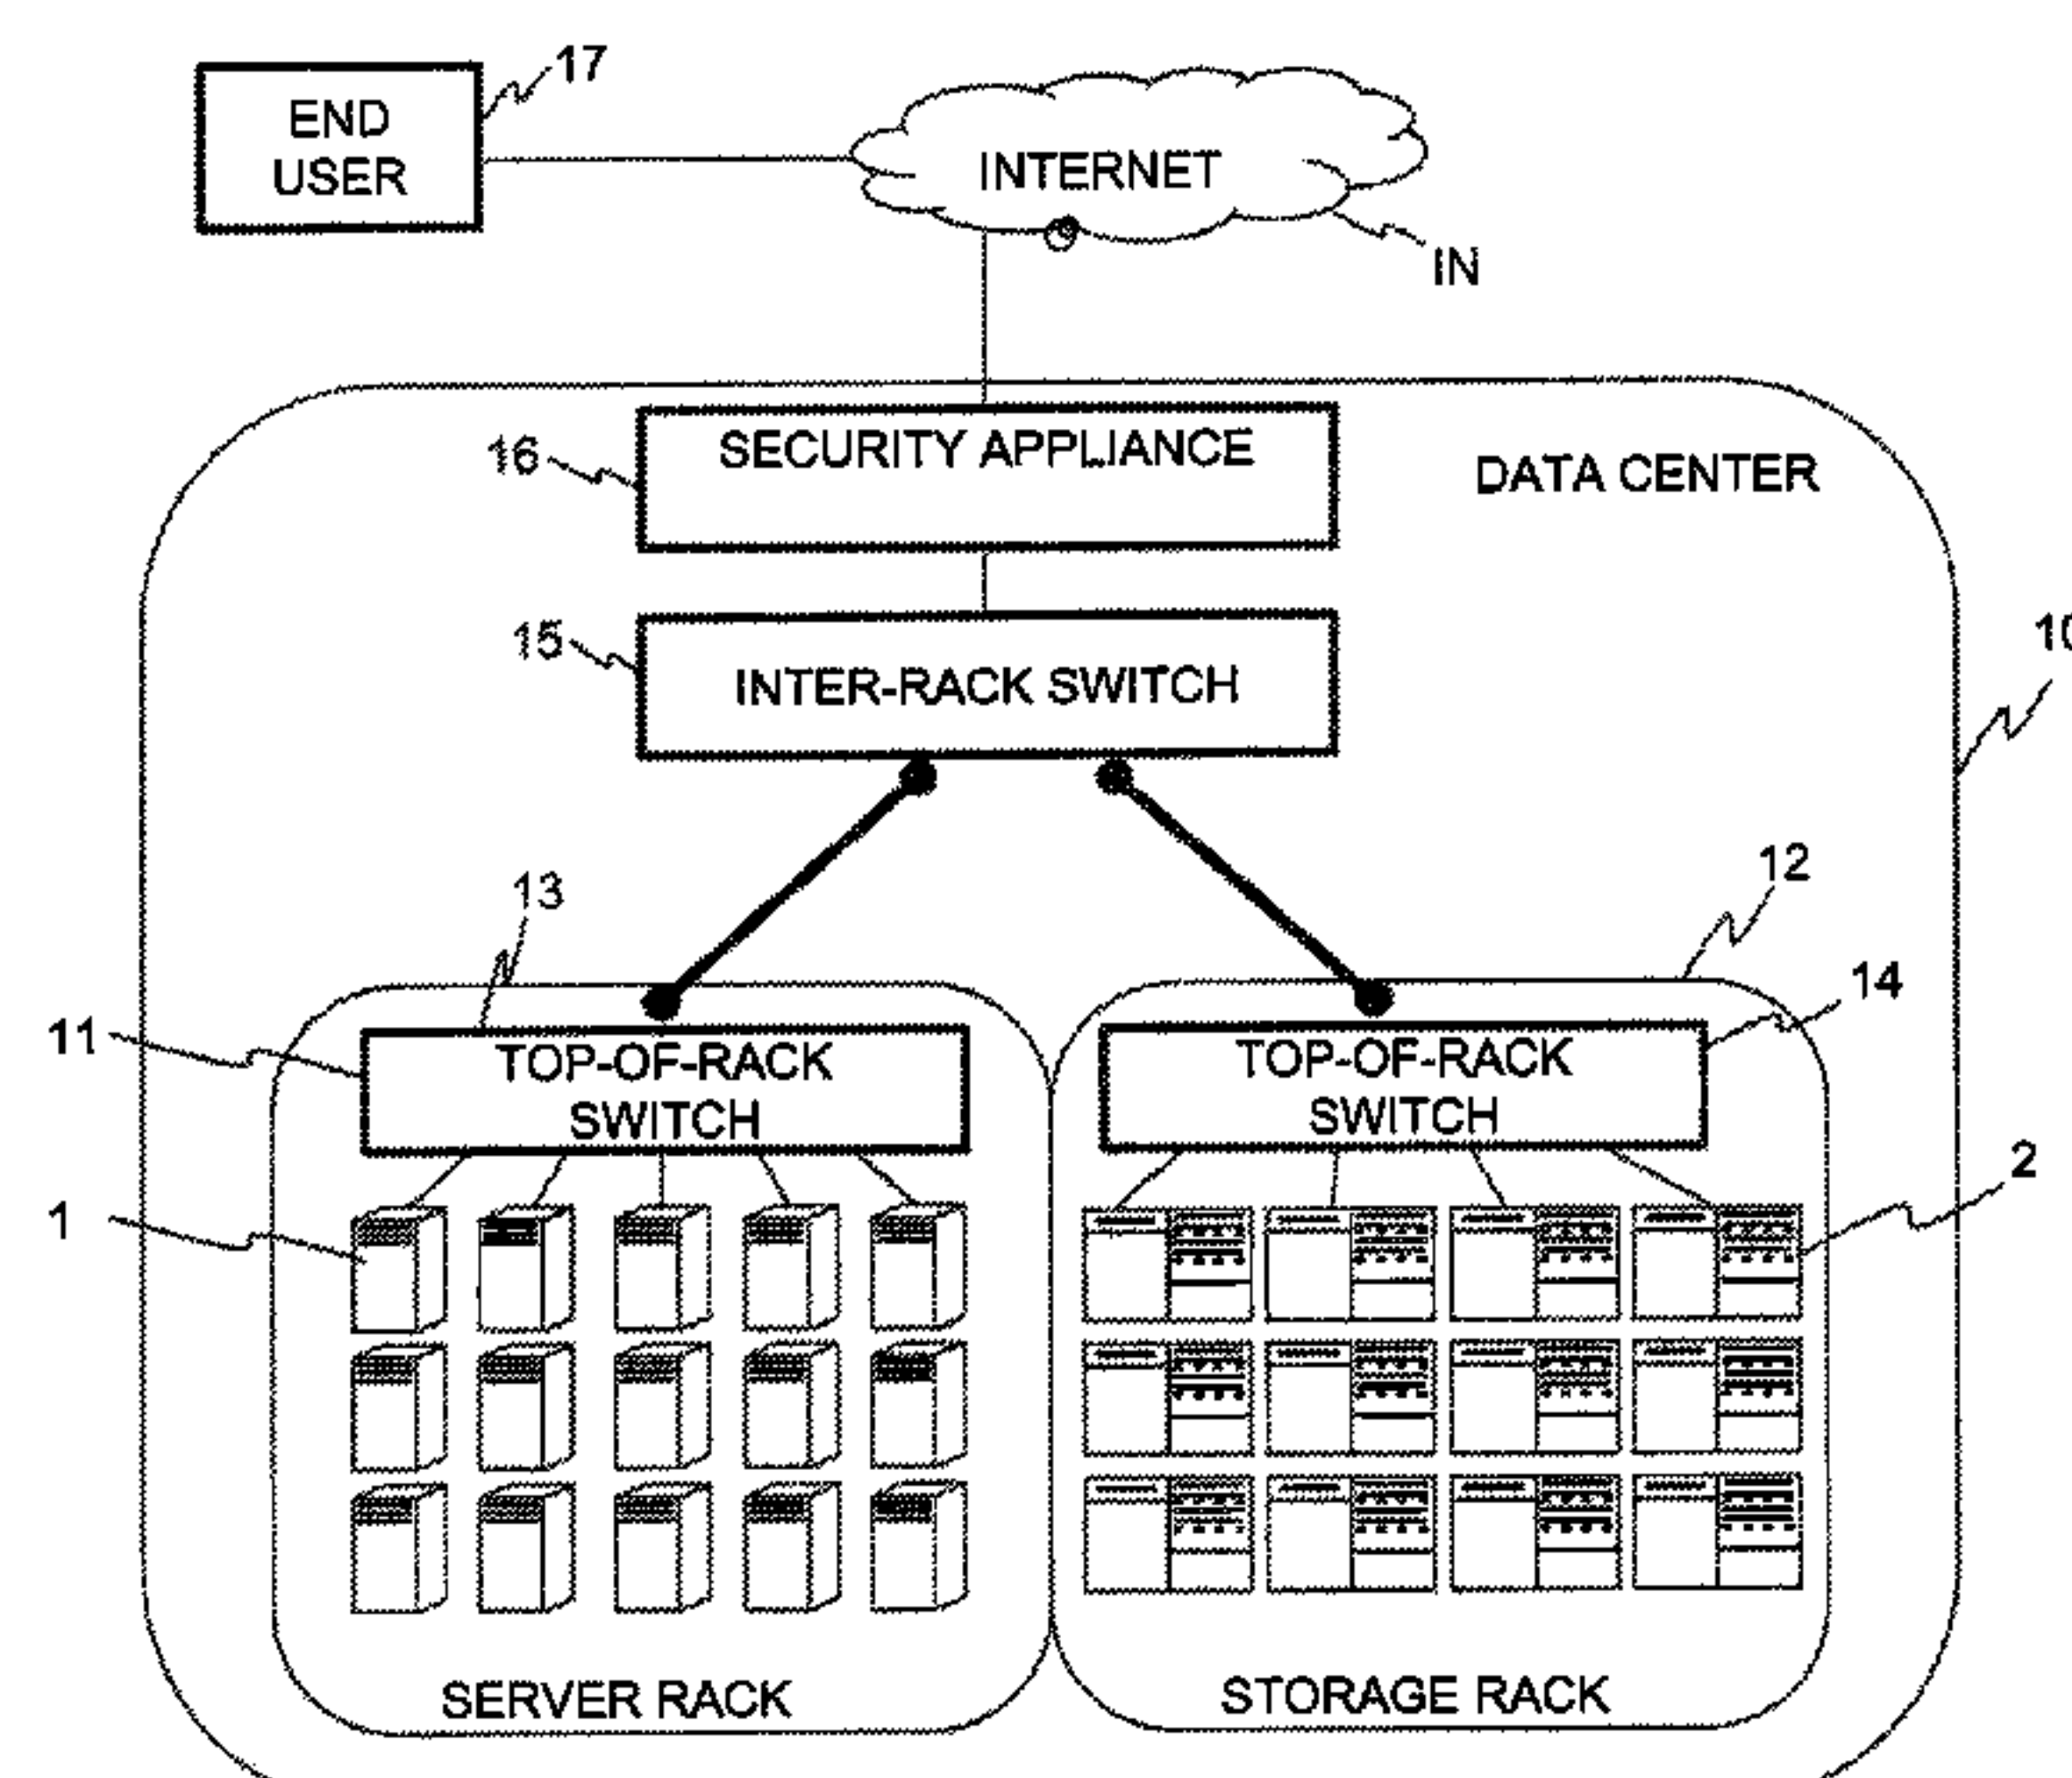 17
END
USER
INTERNET
IN
SECURITY APPLIANCE
16
DATA CENTER
15
INTER-RACK SWITCH
10
12
13
14
11
TOP-OF-RACK
SWITCH
TOP-OF-RACK
SWITCH
2
1
SERVER RACK
STORAGE RACK